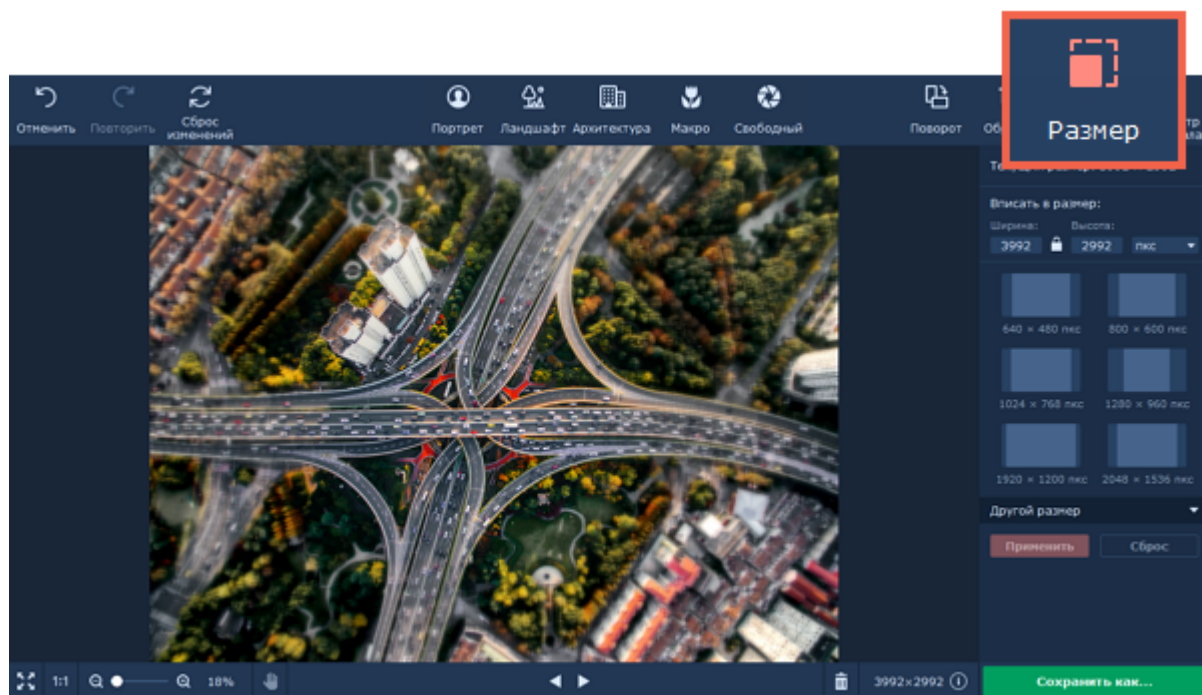 Размер
Отменить
Повторить
Сброс
изменений
Портрет
Ландшафт
Архитектура
Макро
Свободный
Поворот
Вписать в размер:
Ширина:
Высота:
3992
2992
пкс
640 × 480 пкс
800 × 600 пкс
1024 × 768 пкс
1280 × 960 пкс
1920 × 1200 пкс
2048 × 1536 пкс
Другой размер
Применить
Сброс
1:1
18%
3992×2992
Сохранить как...